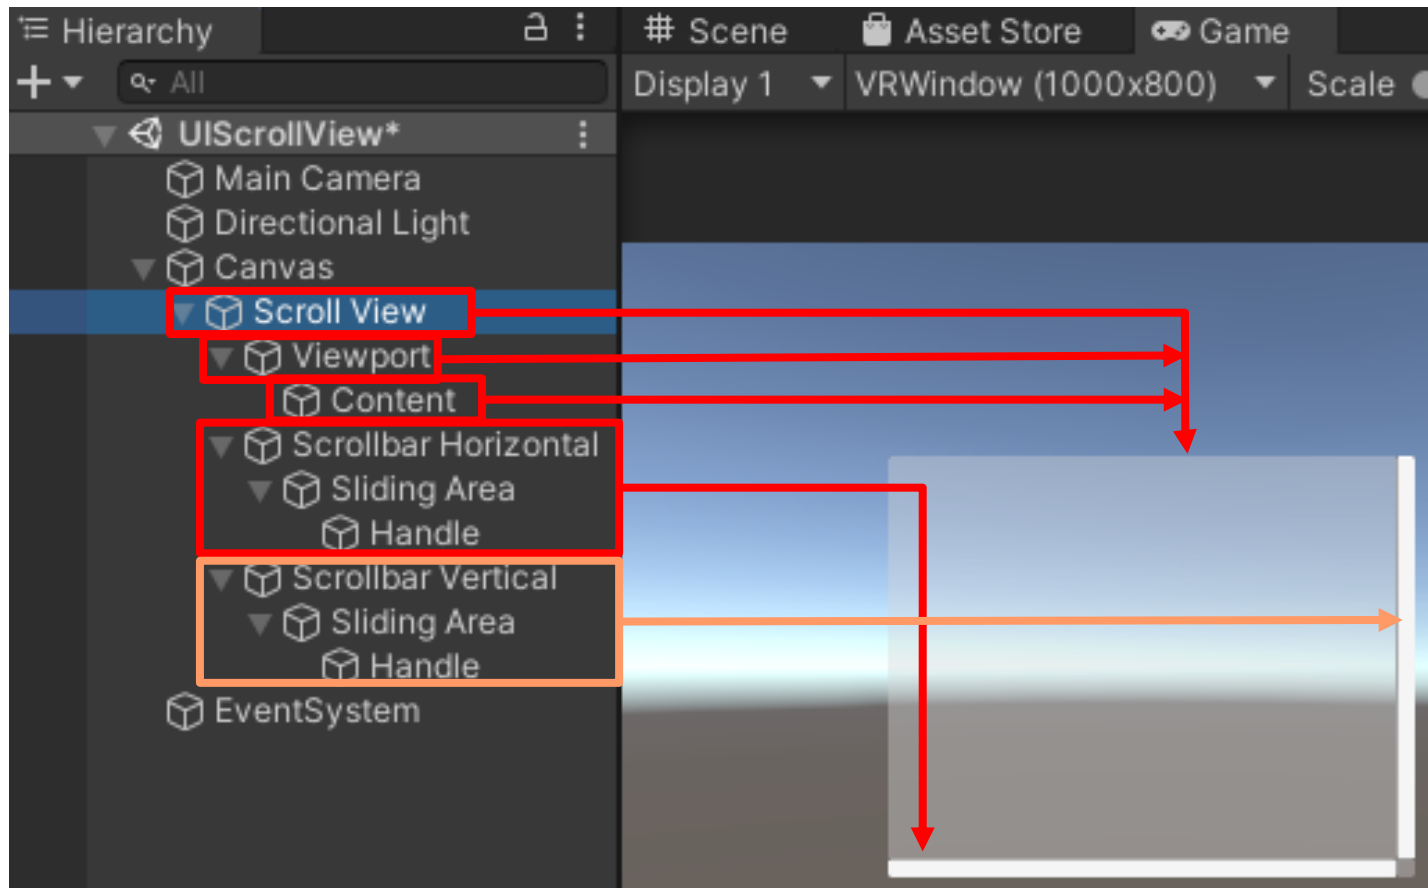 Hierarchy
All
UIScrollView*
Main Camera
Directional Light
Canvas
Scroll View
Viewport
Content
Scrollbar Horizontal
Sliding Area
Handle
Scrollbar Vertical
Sliding Area
Handle
EventSystem
Scene Asset Store Game
Display 1 VRWindow (1000x800) Scale